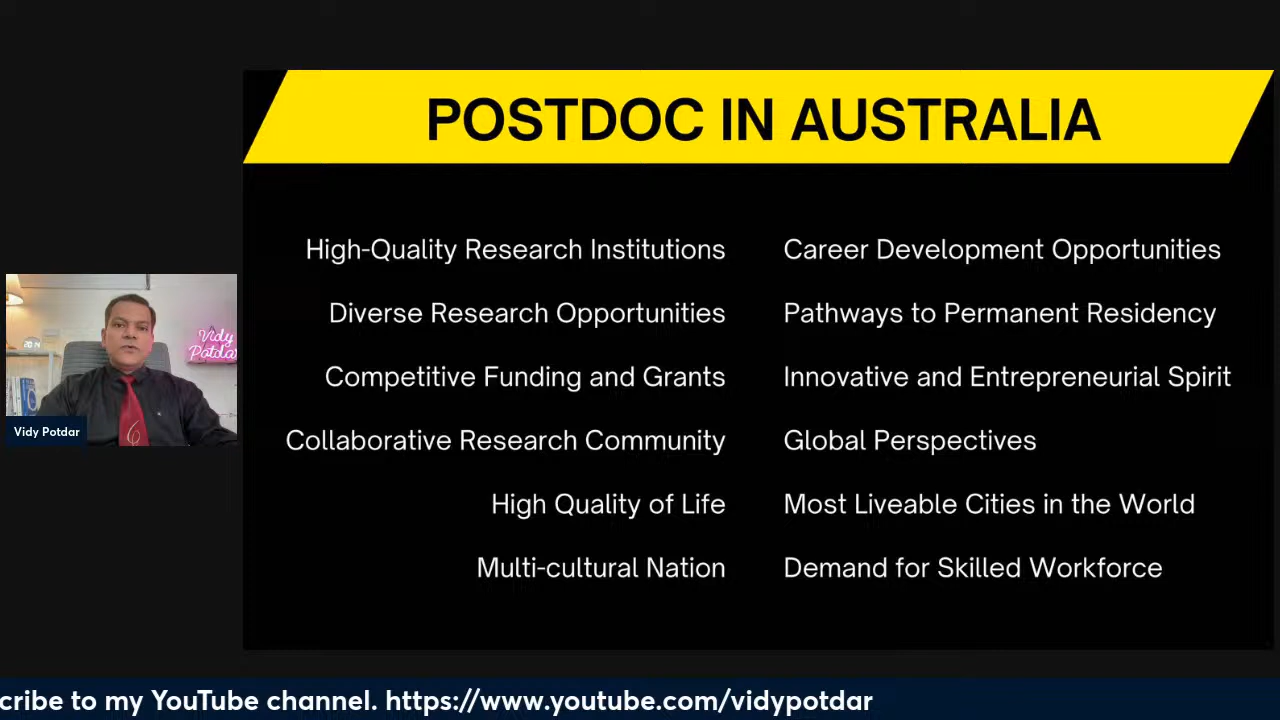 POSTDOC IN AUSTRALIA
High-Quality Research Institutions
Diverse Research Opportunities
Competitive Funding and Grants
Collaborative Research Community
High Quality of Life
Multi-cultural Nation
Career Development Opportunities
Pathways to Permanent Residency
Innovative and Entrepreneurial Spirit
Global Perspectives
Most Liveable Cities in the World
Demand for Skilled Workforce
Vidy
Potdar
Vidy Potdar
cribe to my YouTube channel. https://www.youtube.com/vidypotdar